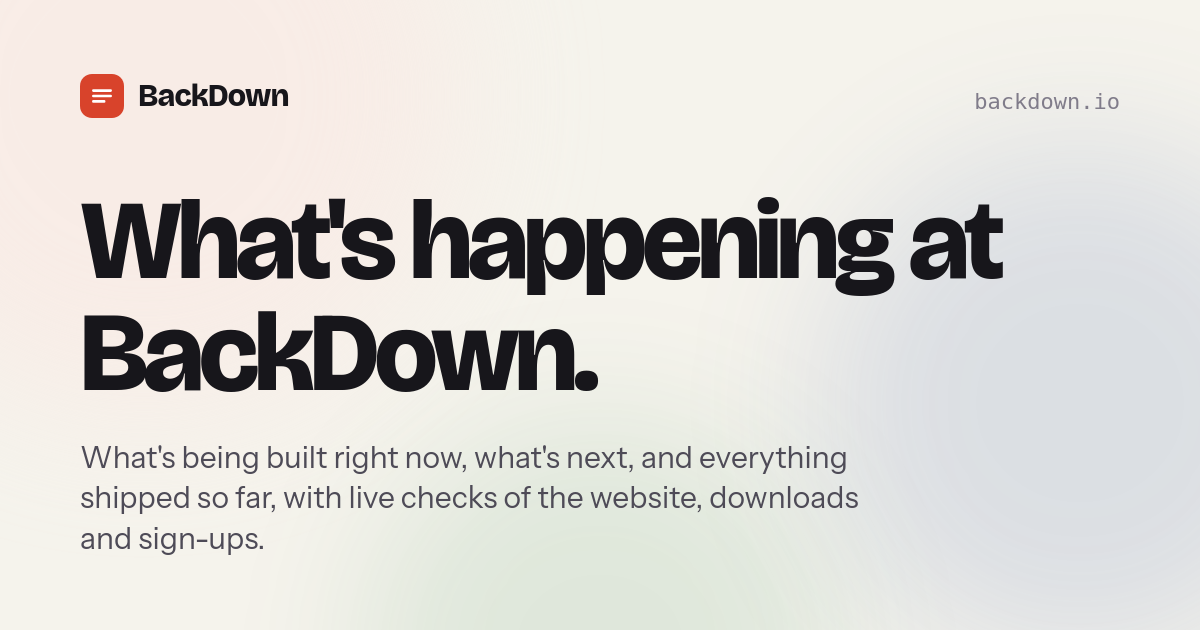 BackDown
backdown.io
What's happening at
BackDown.
What's being built right now, what's next, and everything
shipped so far, with live checks of the website, downloads
and sign-ups.